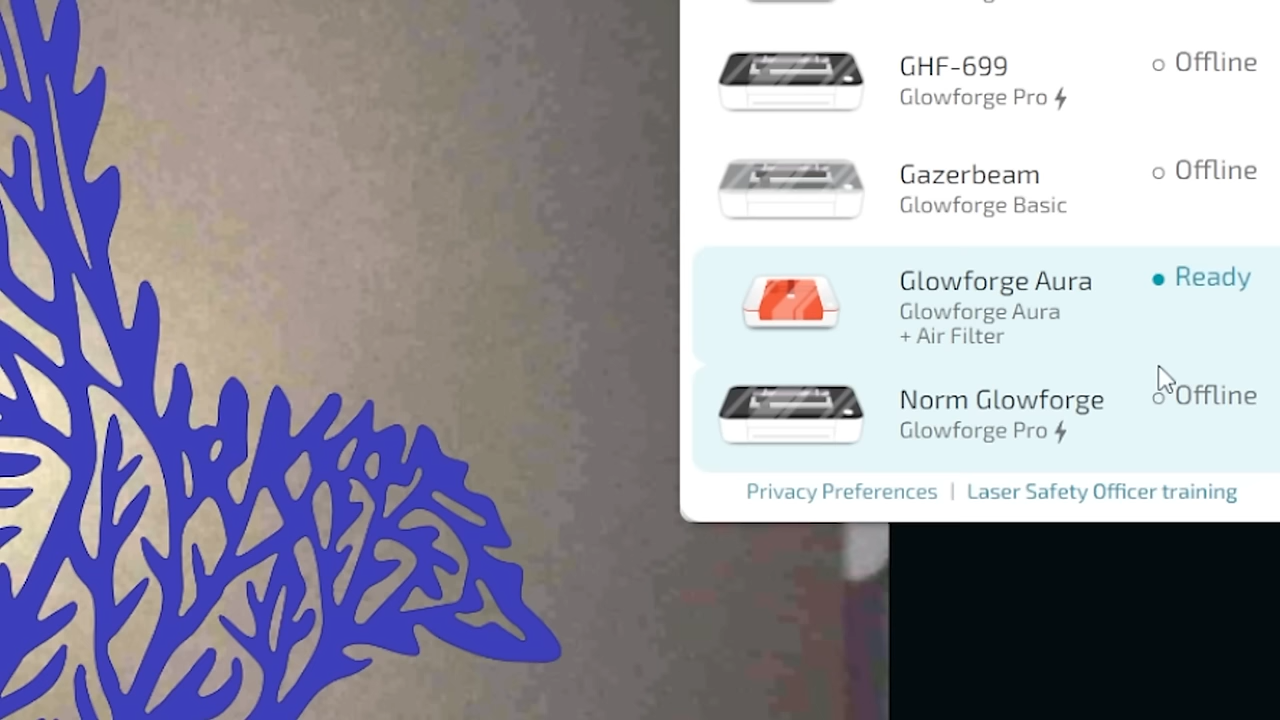 GHF-699
Offline
Glowforge Pro
Gazerbeam
Offline
Glowforge Basic
Glowforge Aura
Ready
Glowforge Aura
+ Air Filter
Norm Glowforge
Offline
Glowforge Pro
Privacy Preferences | Laser Safety Officer training